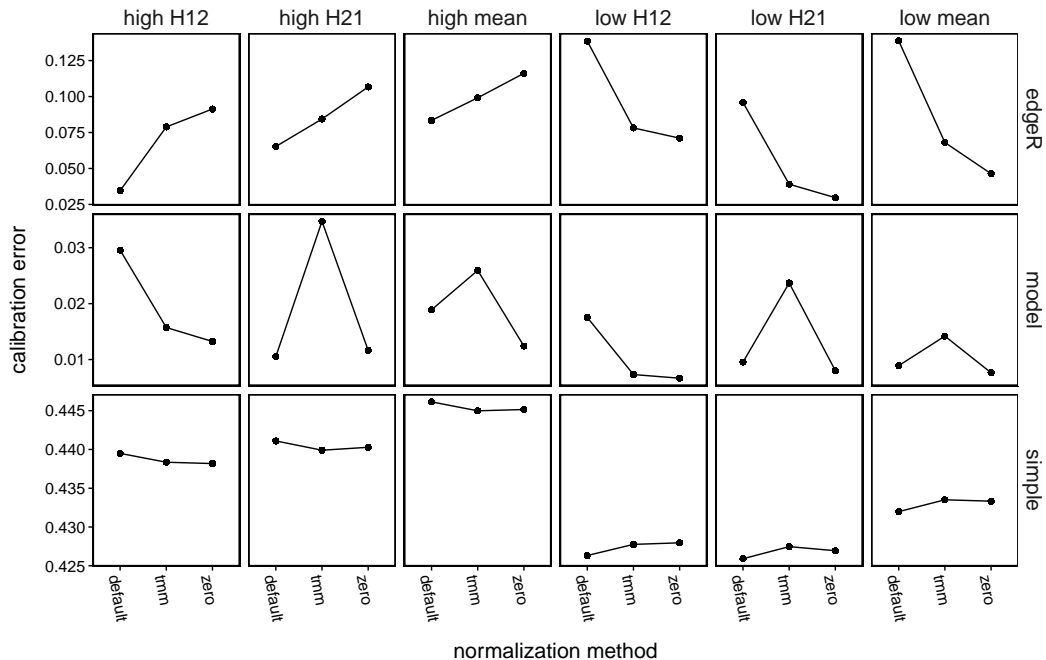 high H12 high H21 high mean low H12 low H21 low mean
0.125
0.100
0.075
0.050
0.025
edgeR
0.03
0.02
0.01
model
0.445
0.440
0.435
0.430
0.425
simple
calibration error
default tmm zero default tmm zero default tmm zero default tmm zero default tmm zero default tmm zero
normalization method